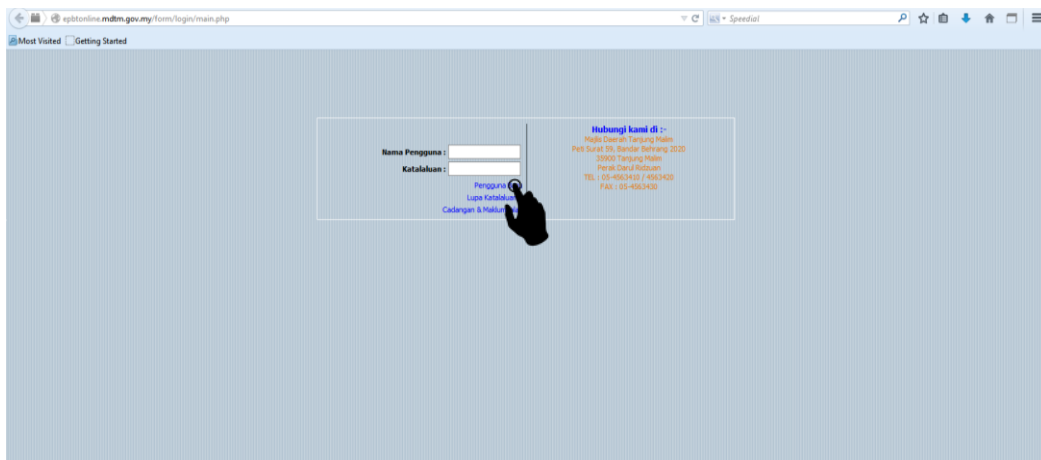 epbtonline.mdtm.gov.my/form/login/main.php
Speedial
Most Visited Getting Started
Nama Pengguna :
Katalaluan :
Pengguna
Lupa Katalaluan
Cadangan &
Hubungi kami di :-
Majlis Daerah Tanjung Malim
Peti Surat 59, Bandar Behrang 2020
35900 Tanjung Malim
Perak Darul Ridzuan
TEL : 05-4563410 / 4563420
FAX : 05-4563430